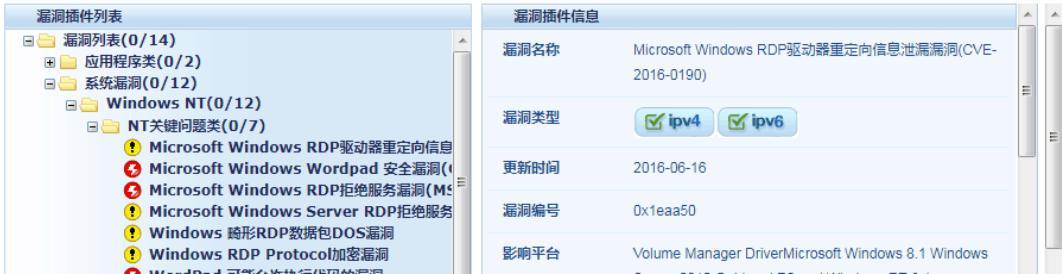 漏洞插件列表
漏洞列表(0/14)
应用程序类(0/2)
系统漏洞(0/12)
Windows NT(0/12)
NT关键问题类(0/7)
Microsoft Windows RDP驱动器重定向信息
Microsoft Windows Wordpad 安全漏洞(
Microsoft Windows RDP拒绝服务漏洞(MS
Microsoft Windows Server RDP拒绝服务
Windows 畸形RDP数据包DOS漏洞
Windows RDP Protocol加密漏洞
漏洞插件信息
漏洞名称
Microsoft Windows RDP驱动器重定向信息泄漏漏洞(CVE-
2016-0190)
漏洞类型
ipv4 ipv6
更新时间
2016-06-16
漏洞编号
0x1eaa50
影响平台
Volume Manager DriverMicrosoft Windows 8.1 Windows